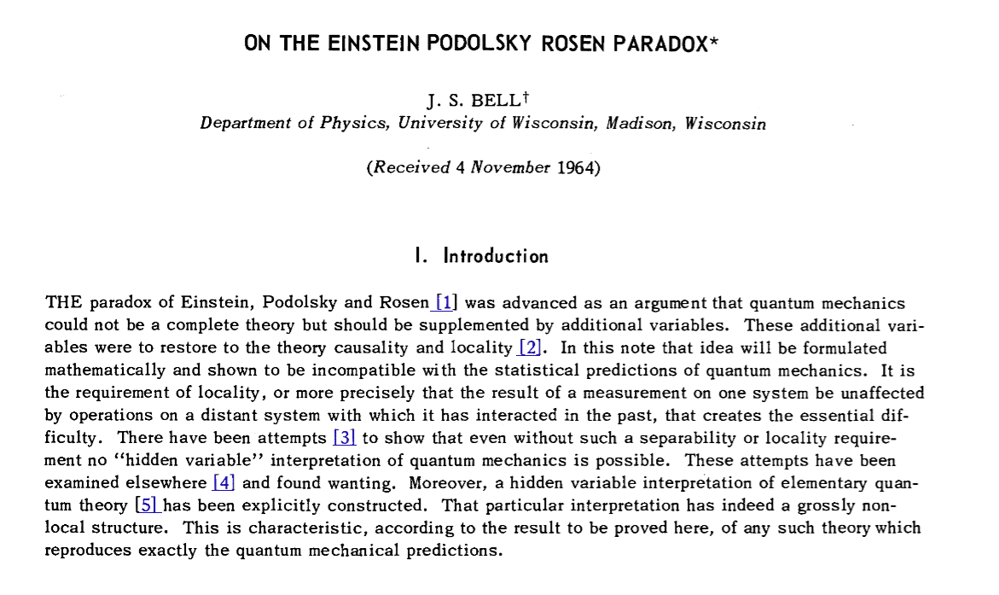 ON THE EINSTEIN PODOLSKY ROSEN PARADOX*
J. S. BELL†
Department of Physics, University of Wisconsin, Madison, Wisconsin
(Received 4 November 1964)
I. Introduction
THE paradox of Einstein, Podolsky and Rosen [1] was advanced as an argument that quantum mechanics
could not be a complete theory but should be supplemented by additional variables. These additional vari-
ables were to restore to the theory causality and locality [2]. In this note that idea will be formulated
mathematically and shown to be incompatible with the statistical predictions of quantum mechanics. It is
the requirement of locality, or more precisely that the result of a measurement on one system be unaffected
by operations on a distant system with which it has interacted in the past, that creates the essential dif-
ficulty. There have been attempts [3] to show that even without such a separability or locality require-
ment no ‘‘hidden variable’’ interpretation of quantum mechanics is possible. These attempts have been
examined elsewhere [4] and found wanting. Moreover, a hidden variable interpretation of elementary quan-
tum theory [5] has been explicitly constructed. That particular interpretation has indeed a grossly non-
local structure. This is characteristic, according to the result to be proved here, of any such theory which
reproduces exactly the quantum mechanical predictions.